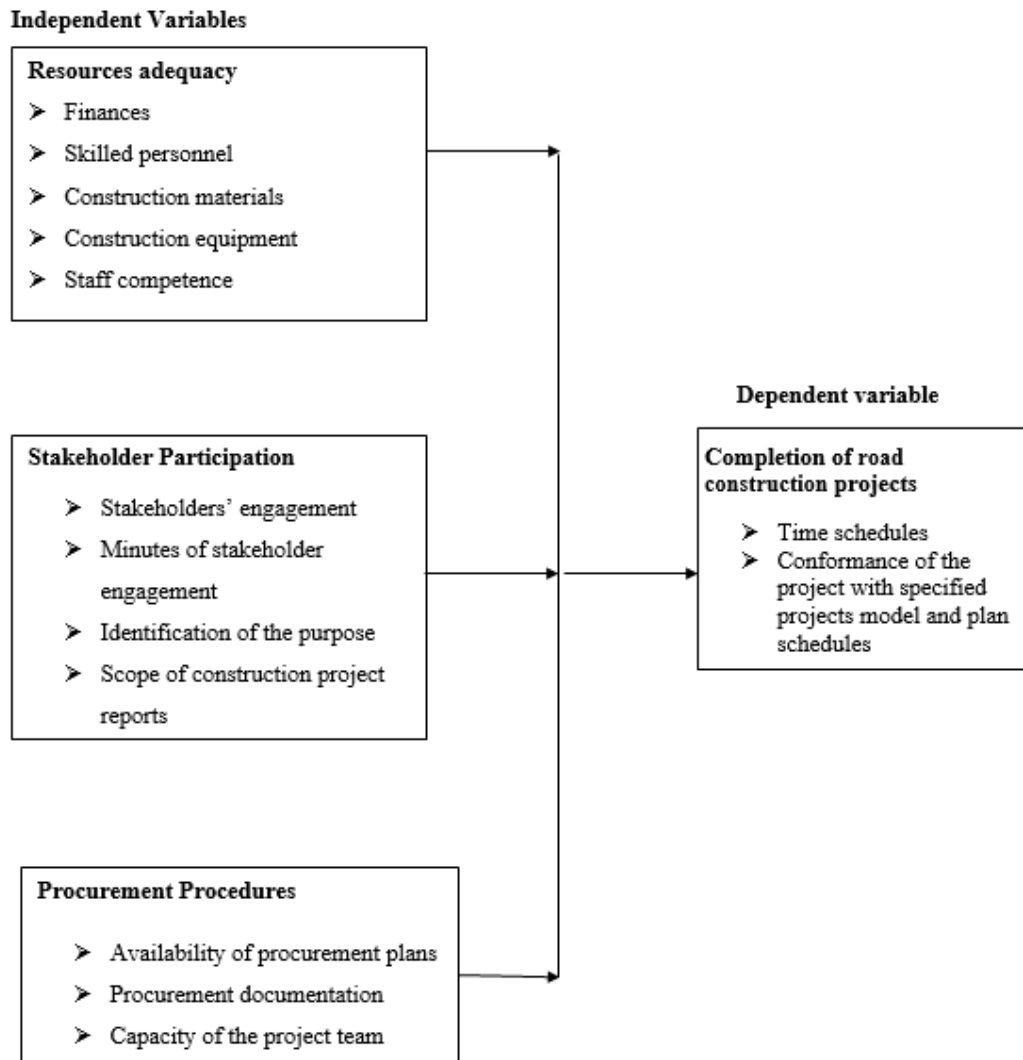 Independent Variables
Resources adequacy
➤ Finances
➤ Skilled personnel
➤ Construction materials
➤ Construction equipment
➤ Staff competence
Stakeholder Participation
➤ Stakeholders’ engagement
➤ Minutes of stakeholder
engagement
➤ Identification of the purpose
➤ Scope of construction project
reports
Procurement Procedures
➤ Availability of procurement plans
➤ Procurement documentation
➤ Capacity of the project team
Dependent variable
Completion of road
construction projects
➤ Time schedules
➤ Conformance of the
project with specified
projects model and plan
schedules